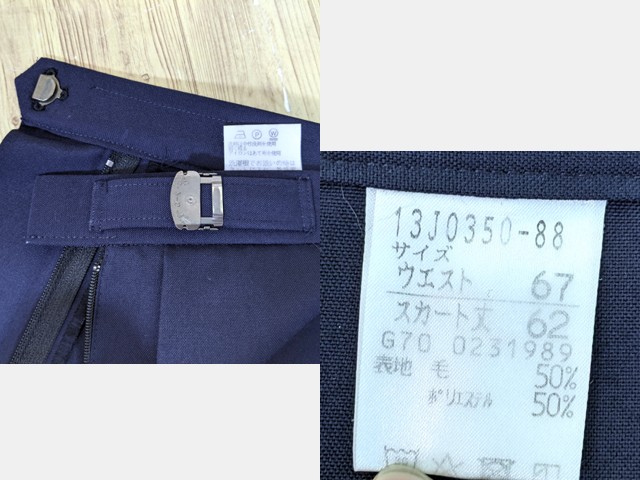 13J0350-88
サイズ
ウエスト 67
スカート丈 62
G70 0231989
表地 毛 50%
ポリエステル 50%